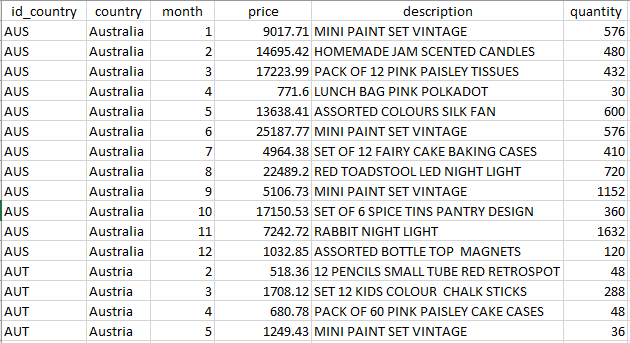 id_country country month price description quantity
AUS Australia 1 9017.71 MINI PAINT SET VINTAGE 576
AUS Australia 2 14695.42 HOMEMADE JAM SCENTED CANDLES 480
AUS Australia 3 17223.99 PACK OF 12 PINK PAISLEY TISSUES 432
AUS Australia 4 771.6 LUNCH BAG PINK POLKADOT 30
AUS Australia 5 13638.41 ASSORTED COLOURS SILK FAN 600
AUS Australia 6 25187.77 MINI PAINT SET VINTAGE 576
AUS Australia 7 4964.38 SET OF 12 FAIRY CAKE BAKING CASES 410
AUS Australia 8 22489.2 RED TOADSTOOL LED NIGHT LIGHT 720
AUS Australia 9 5106.73 MINI PAINT SET VINTAGE 1152
AUS Australia 10 17150.53 SET OF 6 SPICE TINS PANTRY DESIGN 360
AUS Australia 11 7242.72 RABBIT NIGHT LIGHT 1632
AUS Australia 12 1032.85 ASSORTED BOTTLE TOP  MAGNETS 120
AUT Austria 2 518.36 12 PENCILS SMALL TUBE RED RETROSPOT 48
AUT Austria 3 1708.12 SET 12 KIDS COLOUR  CHALK STICKS 288
AUT Austria 4 680.78 PACK OF 60 PINK PAISLEY CAKE CASES 48
AUT Austria 5 1249.43 MINI PAINT SET VINTAGE 36